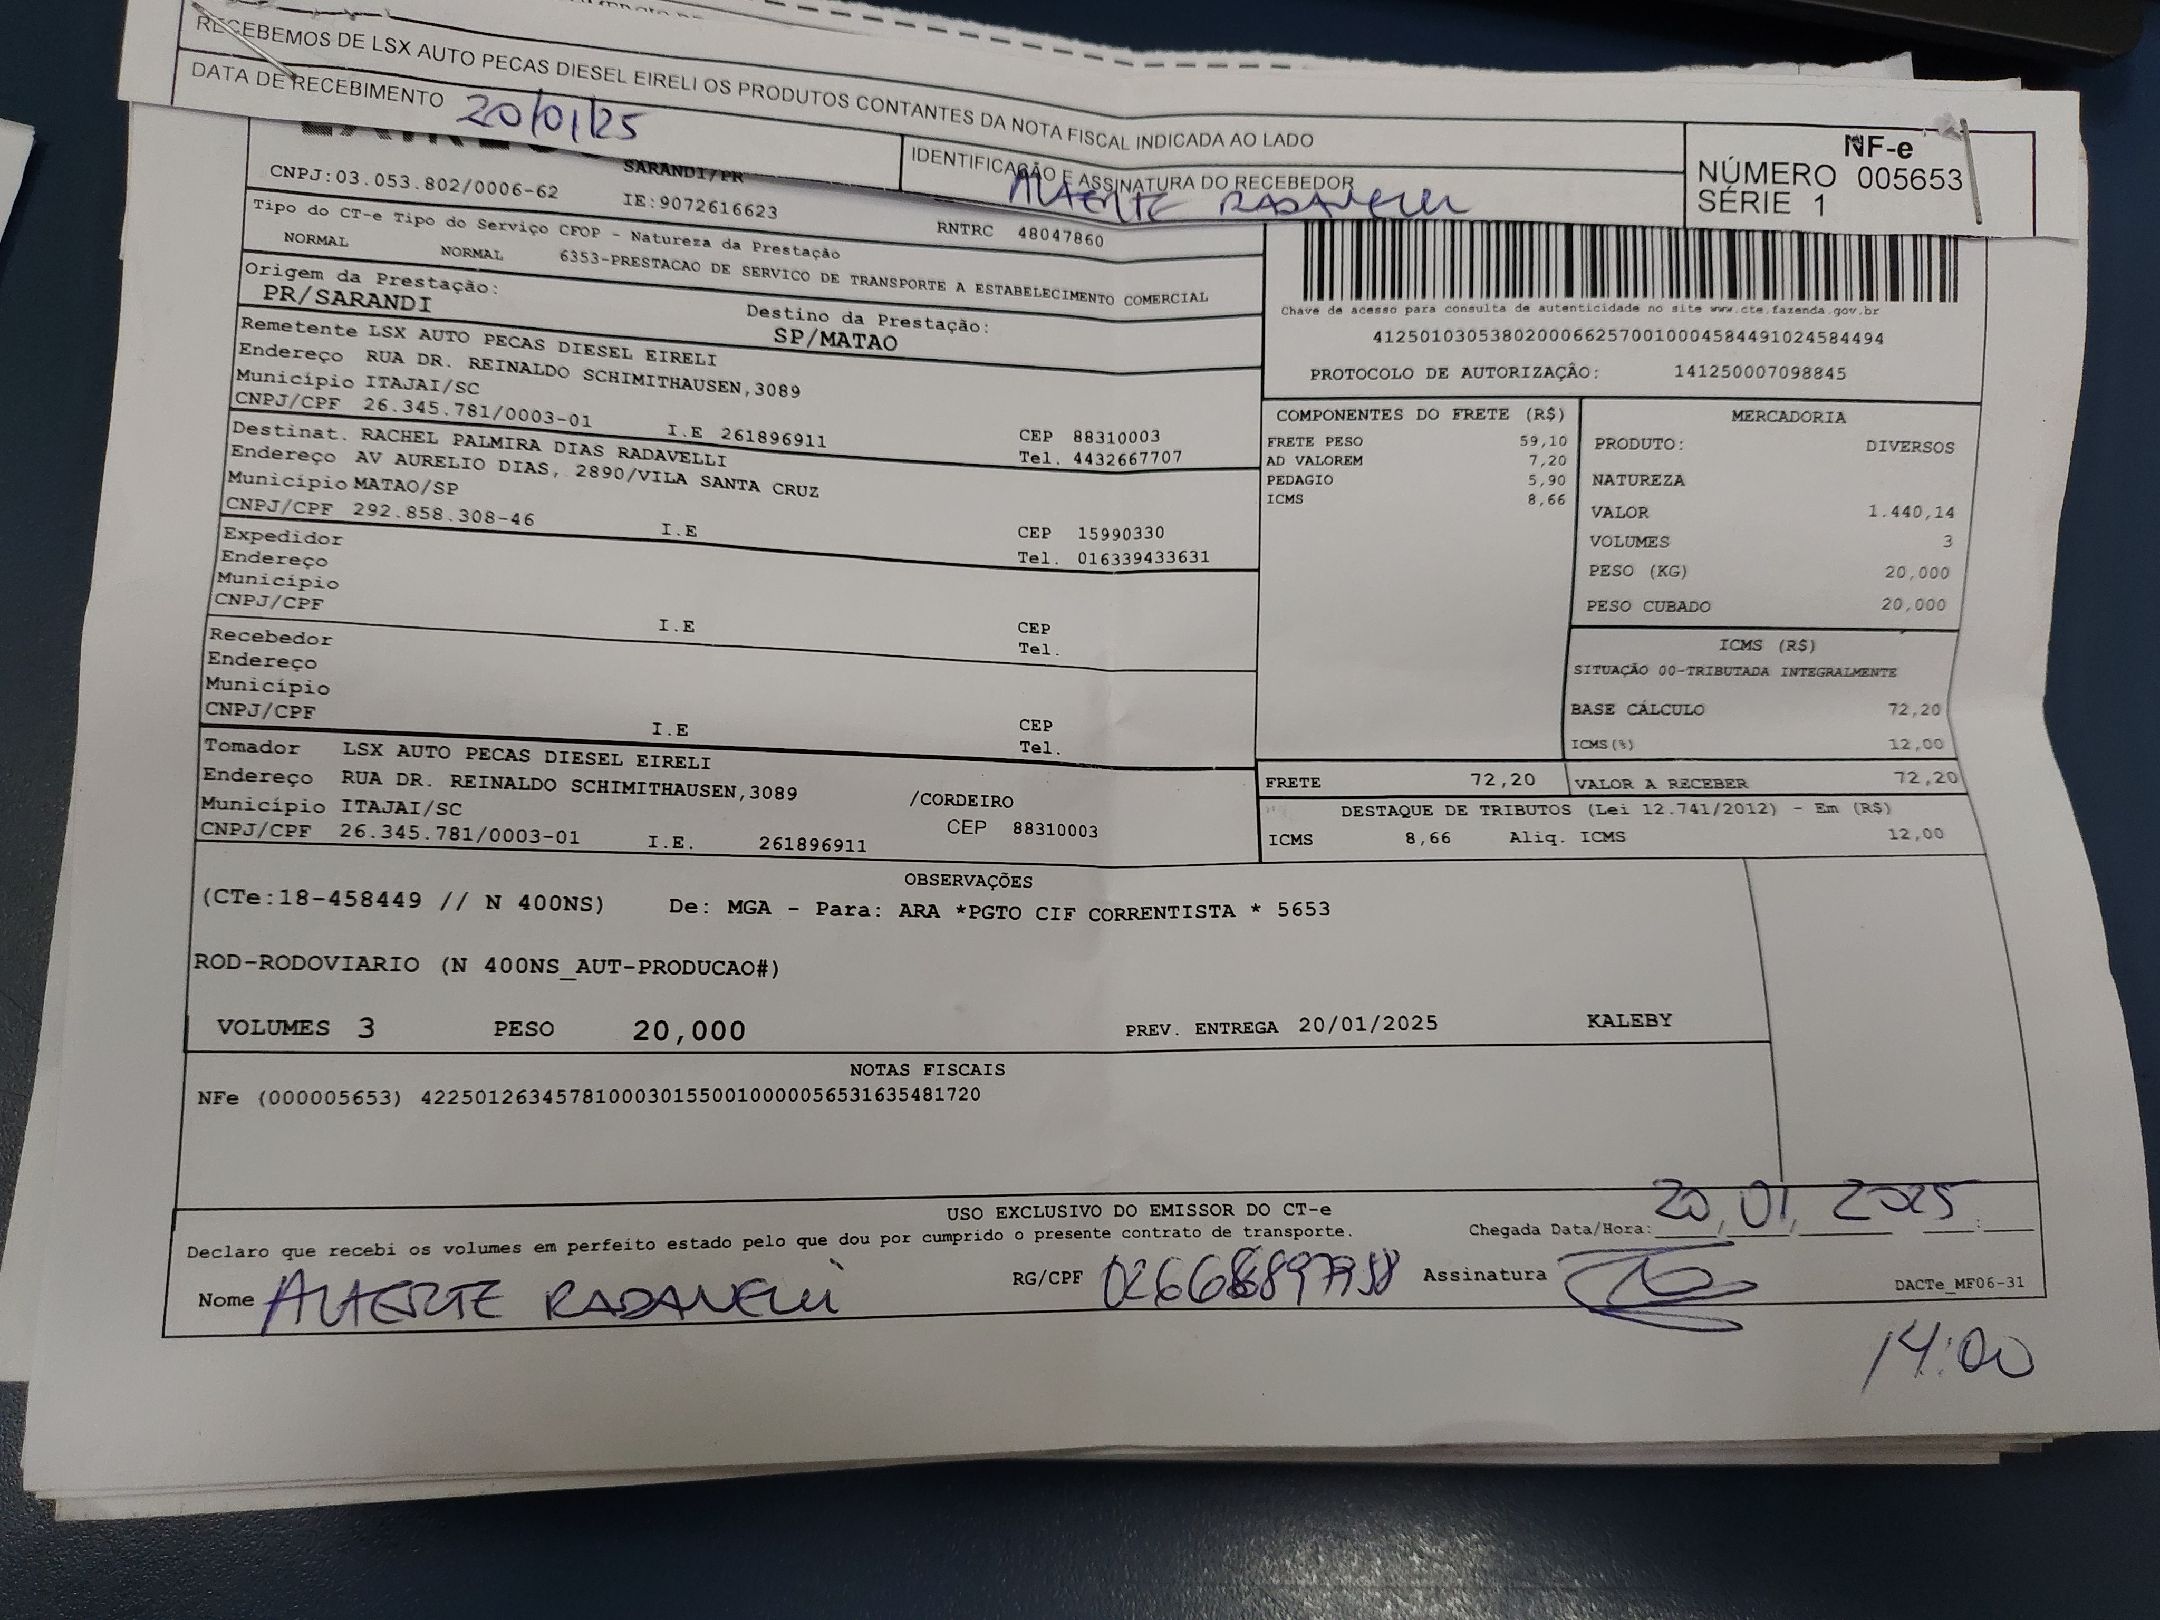 RECEBEMOS DE LSX AUTO PECAS DIESEL EIRELI OS PRODUTOS CONTANTES DA NOTA FISCAL INDICADA AO LADO
DATA DE RECEBIMENTO 20/01/25
IDENTIFICAÇÃO E ASSINATURA DO RECEBEDOR
RADAVELLI
NF-e
NÚMERO 005653
SÉRIE 1
SARANDI/PR
CNPJ:03.053.802/0006-62 IE:9072616623
RNTRC 48047860
Tipo do CT-e Tipo do Serviço CFOP - Natureza da Prestação
NORMAL NORMAL 6353-PRESTACAO DE SERVICO DE TRANSPORTE A ESTABELECIMENTO COMERCIAL
Origem da Prestação: Destino da Prestação:
PR/SARANDI SP/MATAO
Chave de acesso para consulta de autenticidade no site www.cte.fazenda.gov.br
41250103053802000662570010004584491024584494
PROTOCOLO DE AUTORIZAÇÃO: 141250007098845
Remetente LSX AUTO PECAS DIESEL EIRELI
Endereço RUA DR. REINALDO SCHIMITHAUSEN,3089
Município ITAJAI/SC CEP 88310003
CNPJ/CPF 26.345.781/0003-01 I.E 261896911 Tel. 4432667707
Destinat. RACHEL PALMIRA DIAS RADAVELLI
Endereço AV AURELIO DIAS, 2890/VILA SANTA CRUZ
Município MATAO/SP CEP 15990330
CNPJ/CPF 292.858.308-46 I.E Tel. 016339433631
Expedidor
Endereço
Município CEP
CNPJ/CPF I.E Tel.
Recebedor
Endereço
Município CEP
CNPJ/CPF I.E Tel.
Tomador LSX AUTO PECAS DIESEL EIRELI
Endereço RUA DR. REINALDO SCHIMITHAUSEN,3089 /CORDEIRO
Município ITAJAI/SC CEP 88310003
CNPJ/CPF 26.345.781/0003-01 I.E. 261896911
COMPONENTES DO FRETE (R$)
FRETE PESO 59,10
AD VALOREM 7,20
PEDAGIO 5,90
ICMS 8,66
MERCADORIA
PRODUTO: DIVERSOS
NATUREZA
VALOR 1.440,14
VOLUMES 3
PESO (KG) 20,000
PESO CUBADO 20,000
ICMS (R$)
SITUAÇÃO 00-TRIBUTADA INTEGRALMENTE
BASE CÁLCULO 72,20
ICMS(%) 12,00
FRETE 72,20 VALOR A RECEBER 72,20
DESTAQUE DE TRIBUTOS (Lei 12.741/2012) - Em (R$)
ICMS 8,66 Aliq. ICMS 12,00
OBSERVAÇÕES
(CTe:18-458449 // N 400NS) De: MGA - Para: ARA *PGTO CIF CORRENTISTA * 5653
ROD-RODOVIARIO (N 400NS_AUT-PRODUCAO#)
VOLUMES 3 PESO 20,000 PREV. ENTREGA 20/01/2025 KALEBY
NOTAS FISCAIS
NFe (000005653) 42250126345781000301550010000056531635481720
USO EXCLUSIVO DO EMISSOR DO CT-e
Declaro que recebi os volumes em perfeito estado pelo que dou por cumprido o presente contrato de transporte. Chegada Data/Hora: 20, 01, 2025 :
Nome RADAVELLI RG/CPF Assinatura
DACTe_MF06-31
14:00